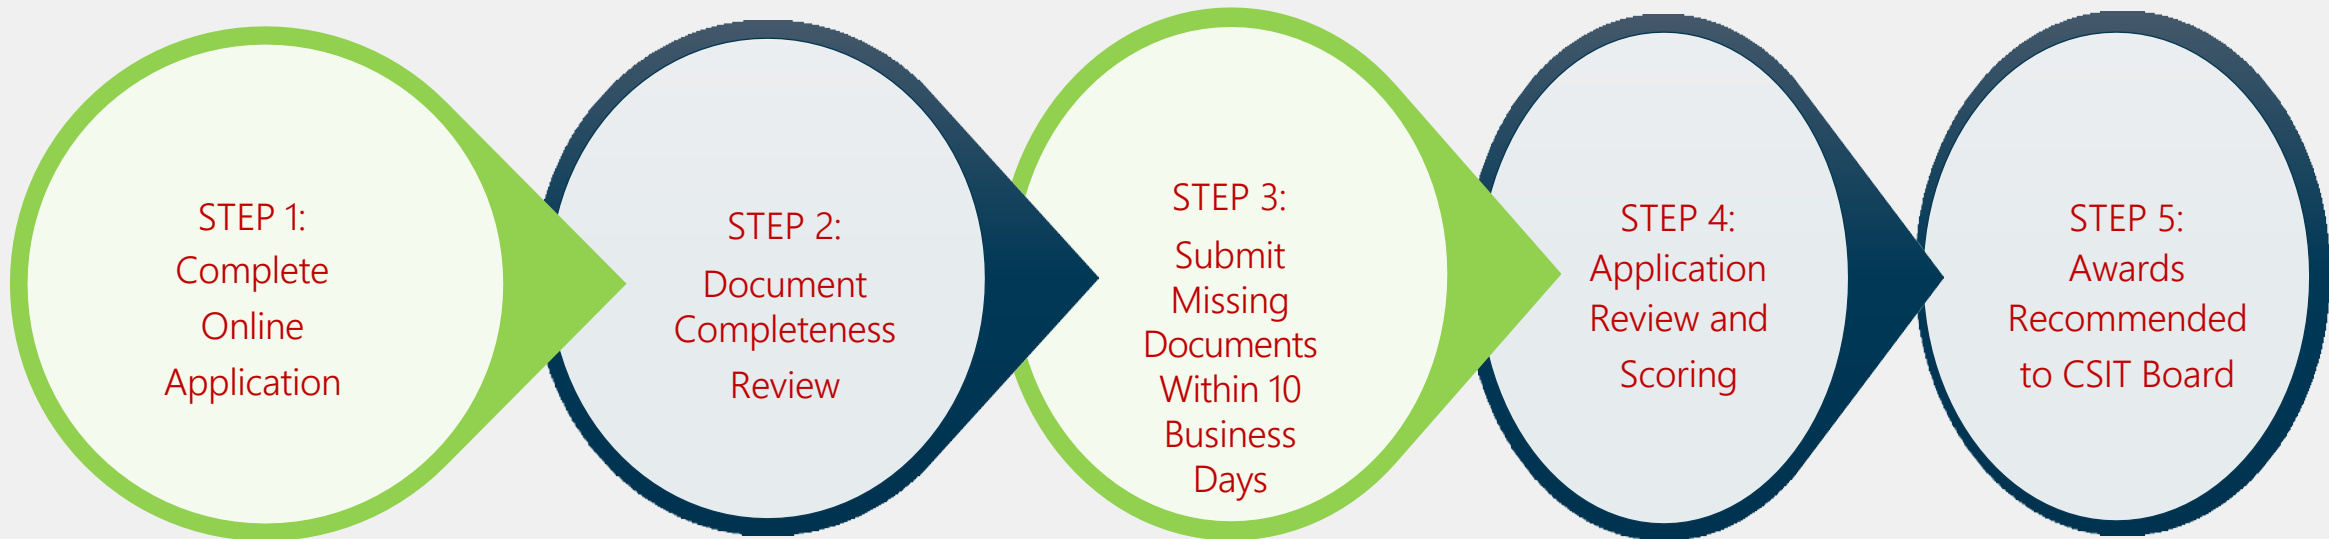 STEP 1:
Complete
Online
Application
STEP 2:
Document
Completeness
Review
STEP 3:
Submit
Missing
Documents
Within 10
Business
Days
STEP 4:
Application
Review and
Scoring
STEP 5:
Awards
Recommended
to CSIT Board